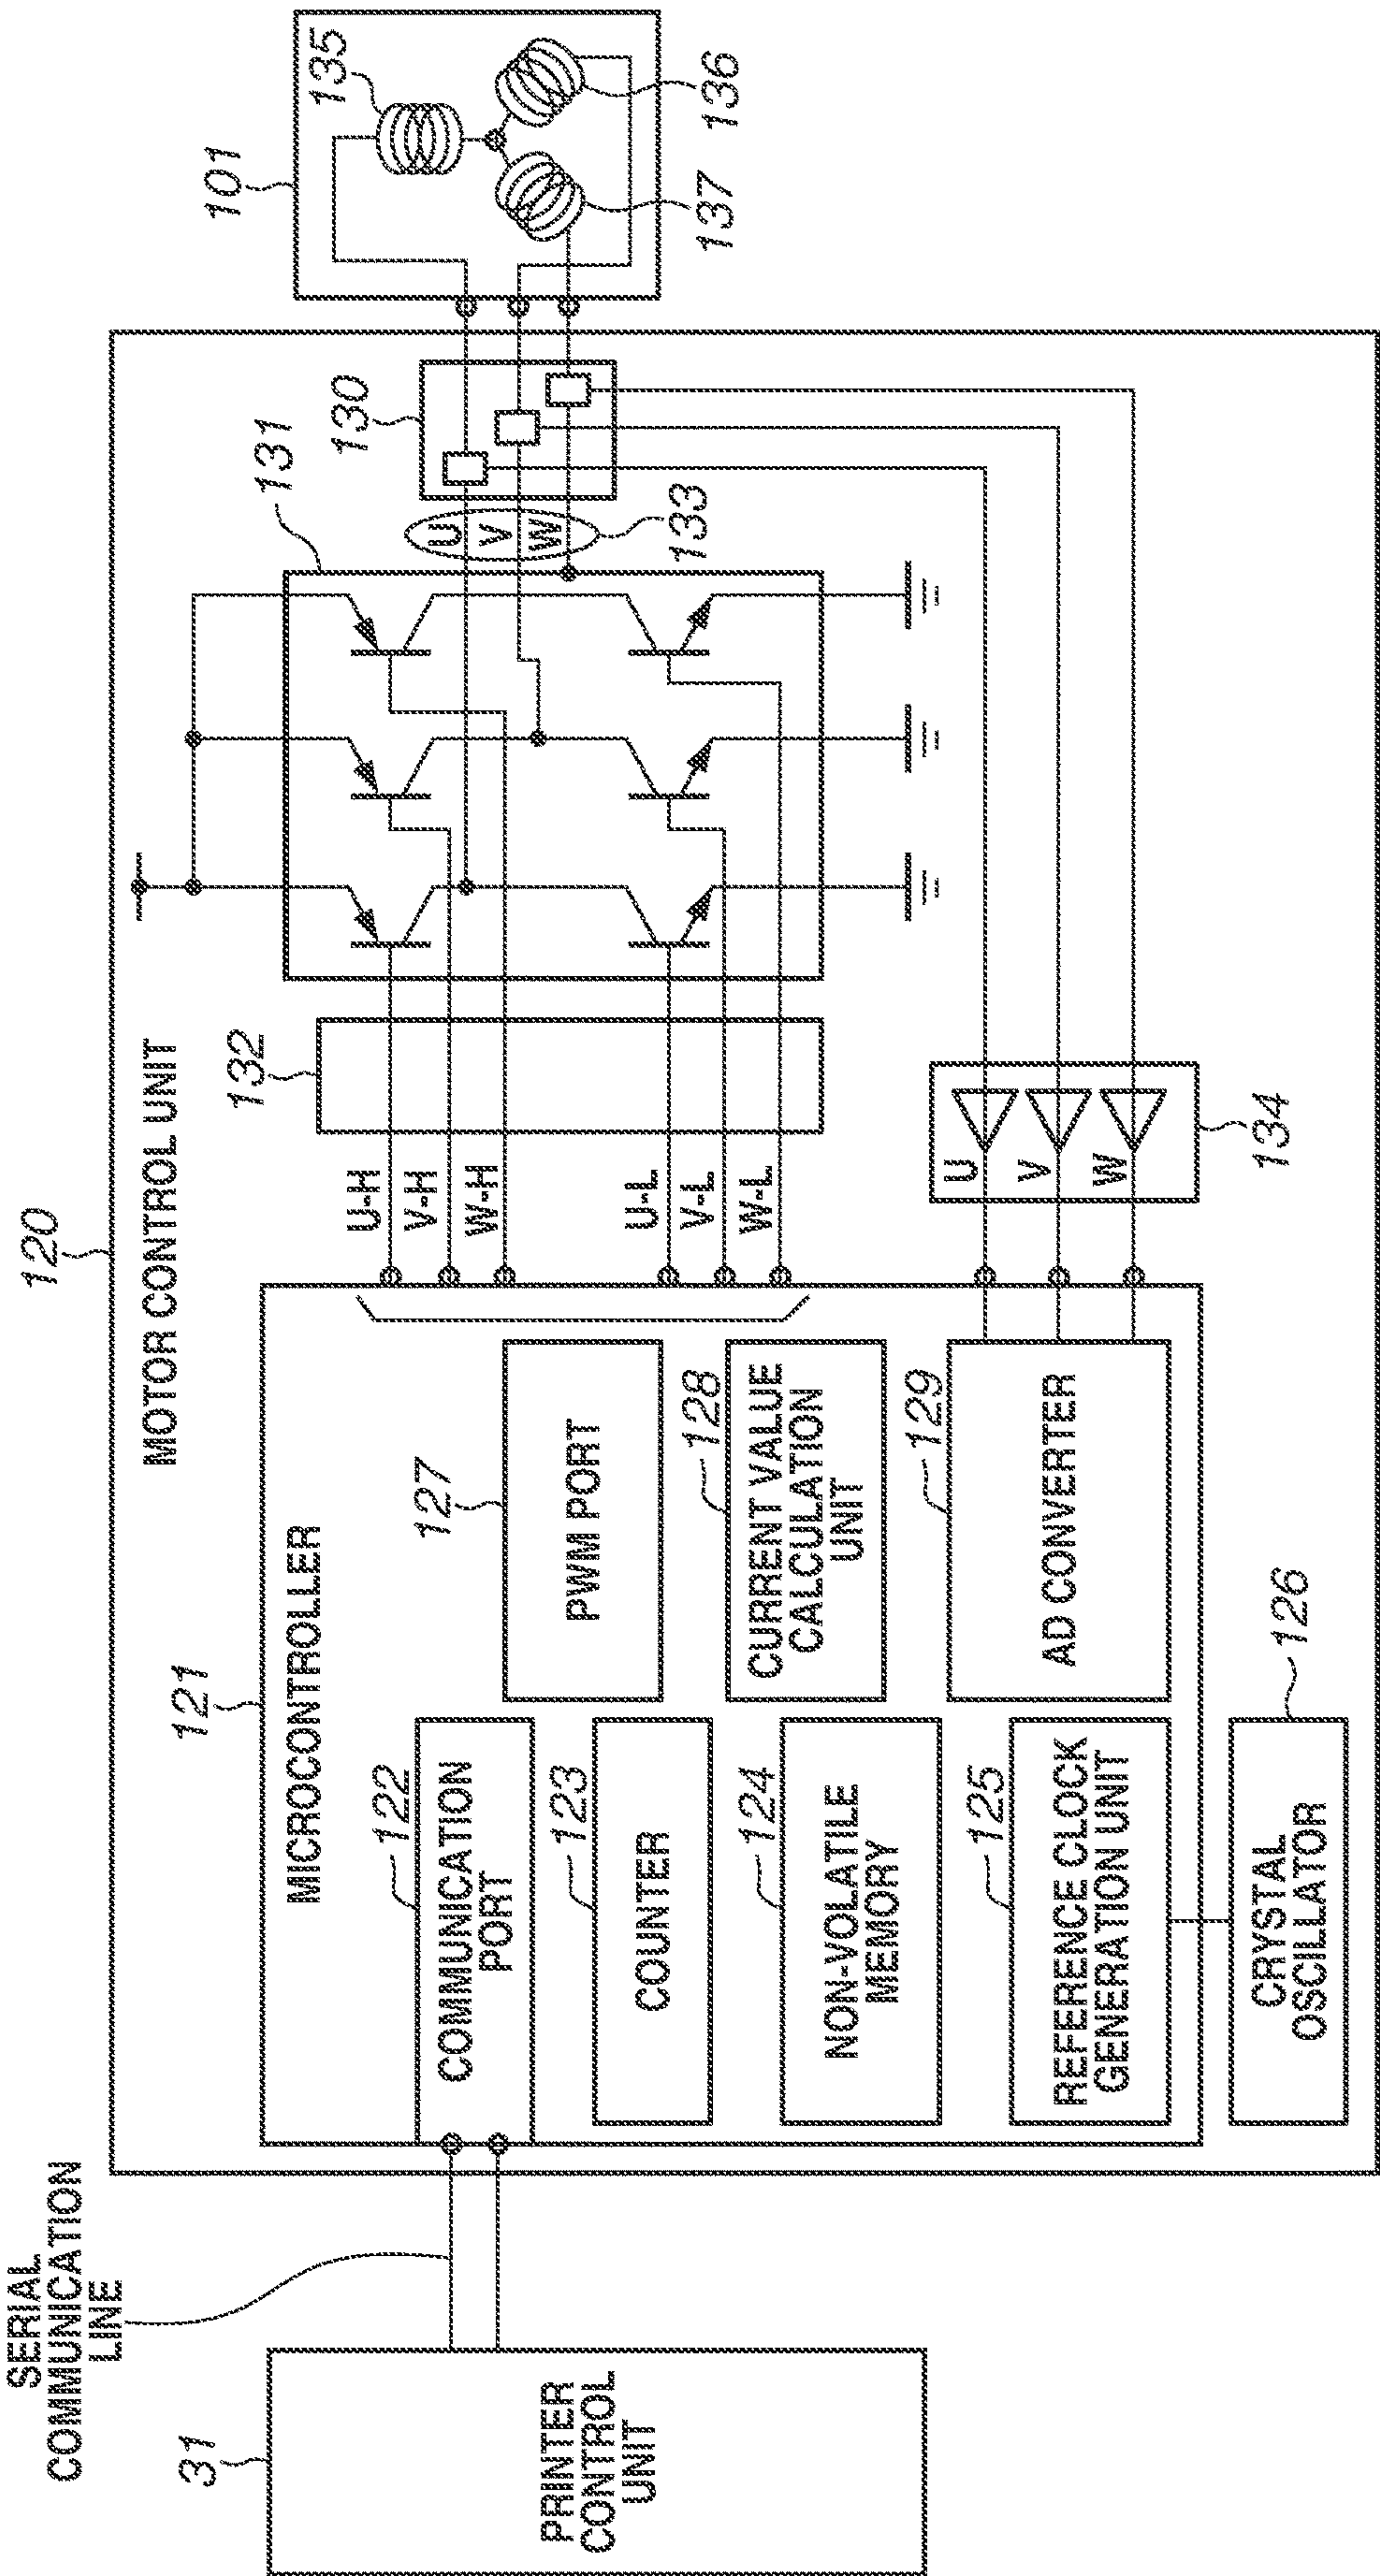 120
MOTOR CONTROL UNIT
121
MICROCONTROLLER
SERIAL
COMMUNICATION
LINE
31
PRINTER
CONTROL
UNIT
122
COMMUNICATION
PORT
123
COUNTER
124
NON-VOLATILE
MEMORY
125
REFERENCE CLOCK
GENERATION UNIT
126
CRYSTAL
OSCILLATOR
127
PWM PORT
128
CURRENT VALUE
CALCULATION
UNIT
129
AD CONVERTER
U-H
V-H
W-H
U-L
V-L
W-L
132
131
U
V
W
133
130
134
U
V
W
101
135
136
137